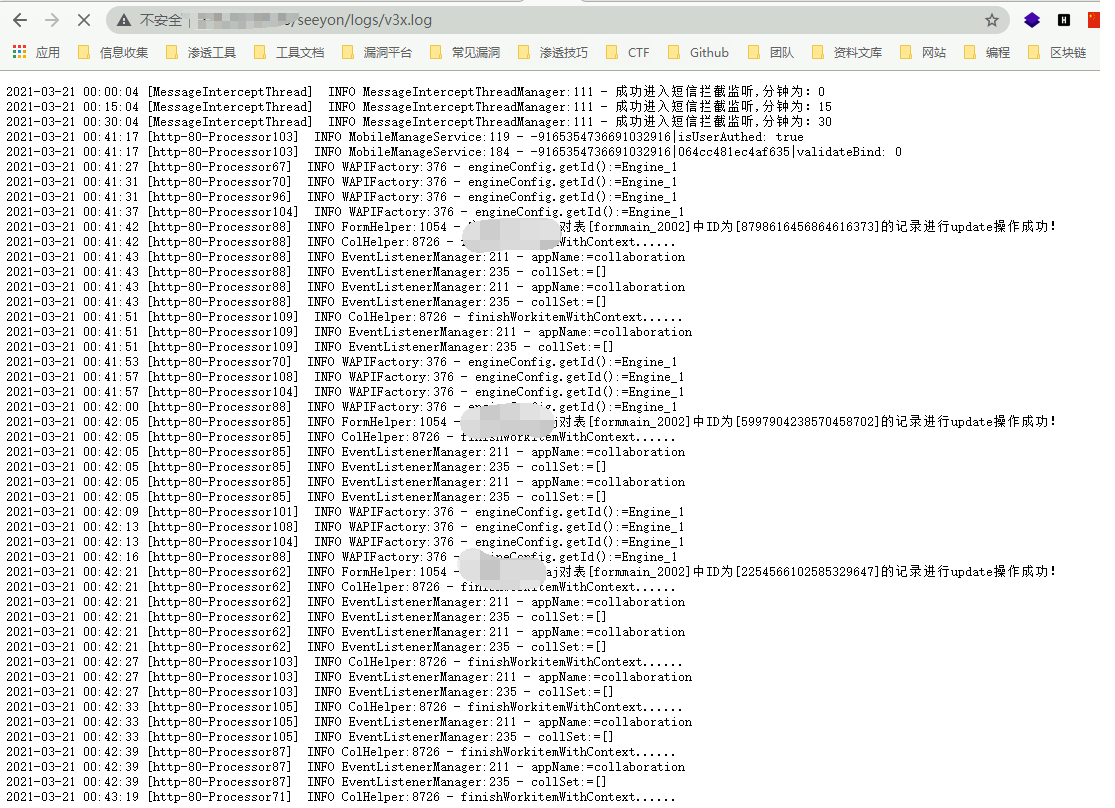 不安全 /seeyon/logs/v3x.log
应用 信息收集 渗透工具 工具文档 漏洞平台 常见漏洞 渗透技巧 CTF Github 团队 资料文库 网站 编程 区块链
2021-03-21 00:00:04 [MessageInterceptThread] INFO MessageInterceptThreadManager:111 - 成功进入短信拦截监听,分钟为: 0
2021-03-21 00:15:04 [MessageInterceptThread] INFO MessageInterceptThreadManager:111 - 成功进入短信拦截监听,分钟为: 15
2021-03-21 00:30:04 [MessageInterceptThread] INFO MessageInterceptThreadManager:111 - 成功进入短信拦截监听,分钟为: 30
2021-03-21 00:41:17 [http-80-Processor103] INFO MobileManageService:119 - -9165354736691032916|isUserAuthed: true
2021-03-21 00:41:17 [http-80-Processor103] INFO MobileManageService:184 - -9165354736691032916|064cc481ec4af635|validateBind: 0
2021-03-21 00:41:27 [http-80-Processor67] INFO WAPIFactory:376 - engineConfig.getId():=Engine_1
2021-03-21 00:41:31 [http-80-Processor70] INFO WAPIFactory:376 - engineConfig.getId():=Engine_1
2021-03-21 00:41:31 [http-80-Processor96] INFO WAPIFactory:376 - engineConfig.getId():=Engine_1
2021-03-21 00:41:37 [http-80-Processor104] INFO WAPIFactory:376 - engineConfig.getId():=Engine_1
2021-03-21 00:41:42 [http-80-Processor88] INFO FormHelper:1054 - 对表[formmain_2002]中ID为[8798616456864616373]的记录进行update操作成功!
2021-03-21 00:41:42 [http-80-Processor88] INFO ColHelper:8726 - WithContext......
2021-03-21 00:41:43 [http-80-Processor88] INFO EventListenerManager:211 - appName:=collaboration
2021-03-21 00:41:43 [http-80-Processor88] INFO EventListenerManager:235 - collSet:=[]
2021-03-21 00:41:43 [http-80-Processor88] INFO EventListenerManager:211 - appName:=collaboration
2021-03-21 00:41:43 [http-80-Processor88] INFO EventListenerManager:235 - collSet:=[]
2021-03-21 00:41:51 [http-80-Processor109] INFO ColHelper:8726 - finishWorkitemWithContext......
2021-03-21 00:41:51 [http-80-Processor109] INFO EventListenerManager:211 - appName:=collaboration
2021-03-21 00:41:51 [http-80-Processor109] INFO EventListenerManager:235 - collSet:=[]
2021-03-21 00:41:53 [http-80-Processor70] INFO WAPIFactory:376 - engineConfig.getId():=Engine_1
2021-03-21 00:41:57 [http-80-Processor108] INFO WAPIFactory:376 - engineConfig.getId():=Engine_1
2021-03-21 00:41:57 [http-80-Processor104] INFO WAPIFactory:376 - engineConfig.getId():=Engine_1
2021-03-21 00:42:00 [http-80-Processor88] INFO WAPIFactory:376 - engineConfig.getId():=Engine_1
2021-03-21 00:42:05 [http-80-Processor85] INFO FormHelper:1054 - j对表[formmain_2002]中ID为[5997904238570458702]的记录进行update操作成功!
2021-03-21 00:42:05 [http-80-Processor85] INFO ColHelper:8726 - finishWorkitemWithContext......
2021-03-21 00:42:05 [http-80-Processor85] INFO EventListenerManager:211 - appName:=collaboration
2021-03-21 00:42:05 [http-80-Processor85] INFO EventListenerManager:235 - collSet:=[]
2021-03-21 00:42:05 [http-80-Processor85] INFO EventListenerManager:211 - appName:=collaboration
2021-03-21 00:42:05 [http-80-Processor85] INFO EventListenerManager:235 - collSet:=[]
2021-03-21 00:42:09 [http-80-Processor101] INFO WAPIFactory:376 - engineConfig.getId():=Engine_1
2021-03-21 00:42:13 [http-80-Processor108] INFO WAPIFactory:376 - engineConfig.getId():=Engine_1
2021-03-21 00:42:13 [http-80-Processor104] INFO WAPIFactory:376 - engineConfig.getId():=Engine_1
2021-03-21 00:42:16 [http-80-Processor88] INFO WAPIFactory:376 - engineConfig.getId():=Engine_1
2021-03-21 00:42:21 [http-80-Processor62] INFO FormHelper:1054 - aj对表[formmain_2002]中ID为[2254566102585329647]的记录进行update操作成功!
2021-03-21 00:42:21 [http-80-Processor62] INFO ColHelper:8726 - finishWorkitemWithContext......
2021-03-21 00:42:21 [http-80-Processor62] INFO EventListenerManager:211 - appName:=collaboration
2021-03-21 00:42:21 [http-80-Processor62] INFO EventListenerManager:235 - collSet:=[]
2021-03-21 00:42:21 [http-80-Processor62] INFO EventListenerManager:211 - appName:=collaboration
2021-03-21 00:42:21 [http-80-Processor62] INFO EventListenerManager:235 - collSet:=[]
2021-03-21 00:42:27 [http-80-Processor103] INFO ColHelper:8726 - finishWorkitemWithContext......
2021-03-21 00:42:27 [http-80-Processor103] INFO EventListenerManager:211 - appName:=collaboration
2021-03-21 00:42:27 [http-80-Processor103] INFO EventListenerManager:235 - collSet:=[]
2021-03-21 00:42:33 [http-80-Processor105] INFO ColHelper:8726 - finishWorkitemWithContext......
2021-03-21 00:42:33 [http-80-Processor105] INFO EventListenerManager:211 - appName:=collaboration
2021-03-21 00:42:33 [http-80-Processor105] INFO EventListenerManager:235 - collSet:=[]
2021-03-21 00:42:39 [http-80-Processor87] INFO ColHelper:8726 - finishWorkitemWithContext......
2021-03-21 00:42:39 [http-80-Processor87] INFO EventListenerManager:211 - appName:=collaboration
2021-03-21 00:42:39 [http-80-Processor87] INFO EventListenerManager:235 - collSet:=[]
2021-03-21 00:43:19 [http-80-Processor71] INFO ColHelper:8726 - finishWorkitemWithContext......